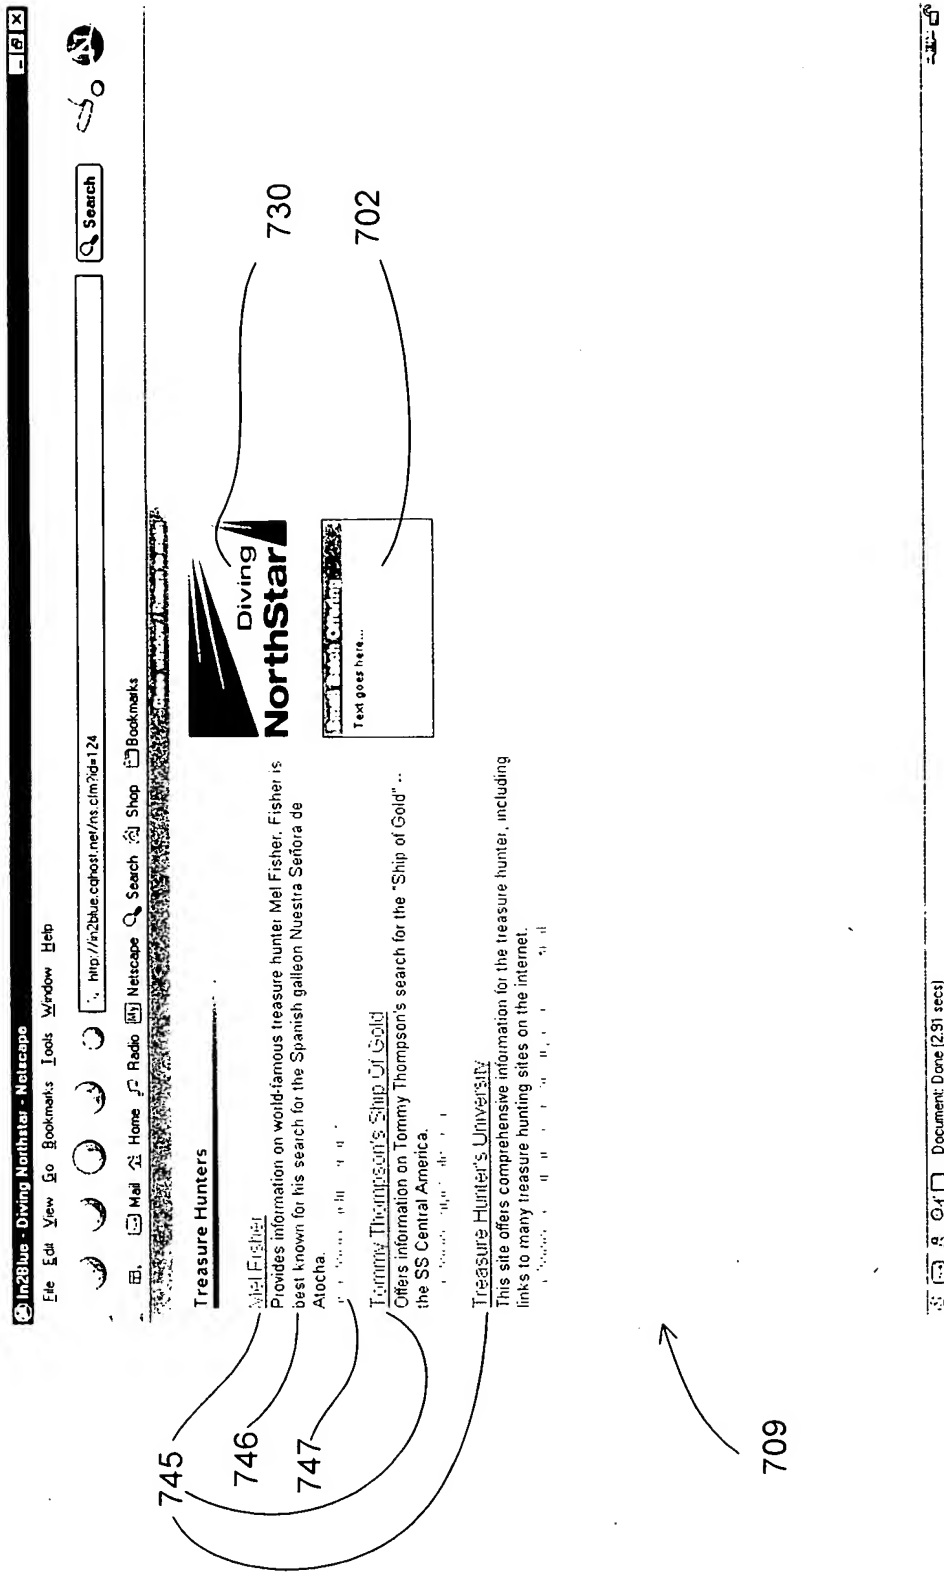 In2Blue - Diving Northstar - Netscape
File Edit View Go Bookmarks Tools Window Help
http://in2blue.cqhost.net/ns.cfm?id=124
Search
Mail Home Radio My Netscape Search Shop Bookmarks
Treasure Hunters
Diving
NorthStar
730
Mel Fisher
Provides information on world-famous treasure hunter Mel Fisher. Fisher is
best known for his search for the Spanish galleon Nuestra Señora de
Atocha.
Text goes here...
702
Tommy Thompson's Ship Of Gold
Offers information on Tommy Thompson's search for the "Ship of Gold" --
the SS Central America.
Treasure Hunter's University
This site offers comprehensive information for the treasure hunter, including
links to many treasure hunting sites on the internet.
745
746
747
709
Document: Done (2.91 secs)